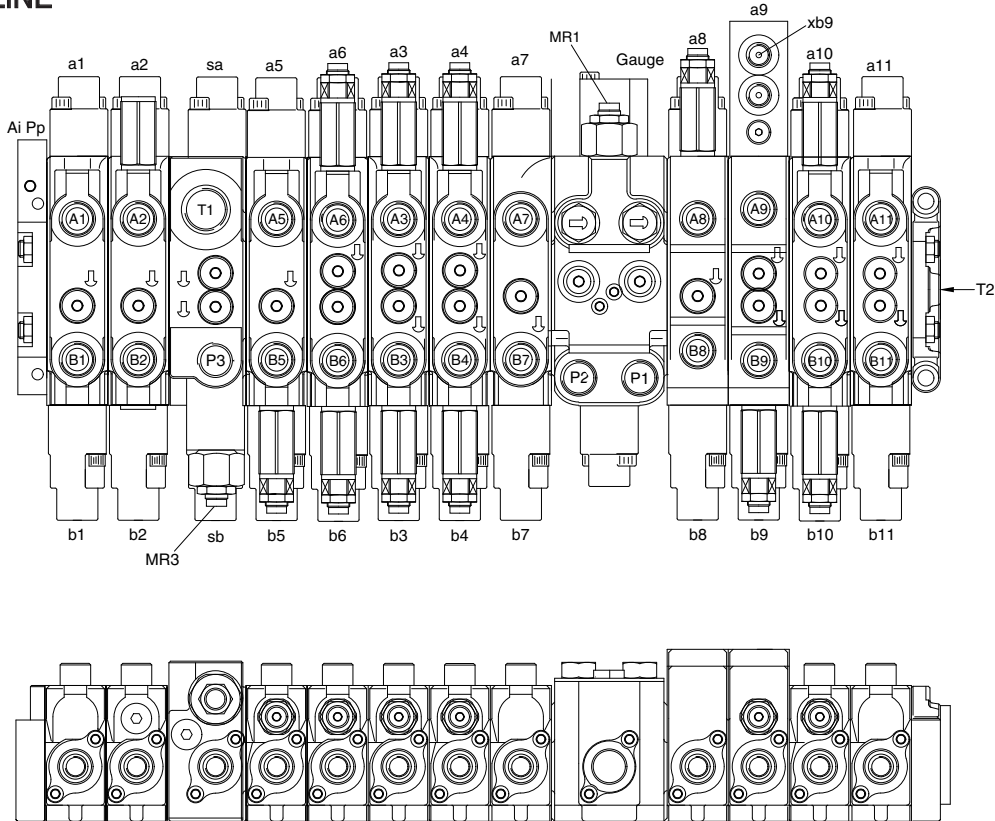 LINE
a9
xb9
MR1
a8
a6 a3 a4
a10
a1 a2 sa a5 a7 Gauge a11
Ai Pp
A1 A2 T1 A5 A6 A3 A4 A7 A8 A9 A10 A11
T2
B1 B2 P3 B5 B6 B3 B4 B7 B8 B9 B10 B11
P2 P1
b1 b2 sb b5 b6 b3 b4 b7 b8 b9 b10 b11
MR3